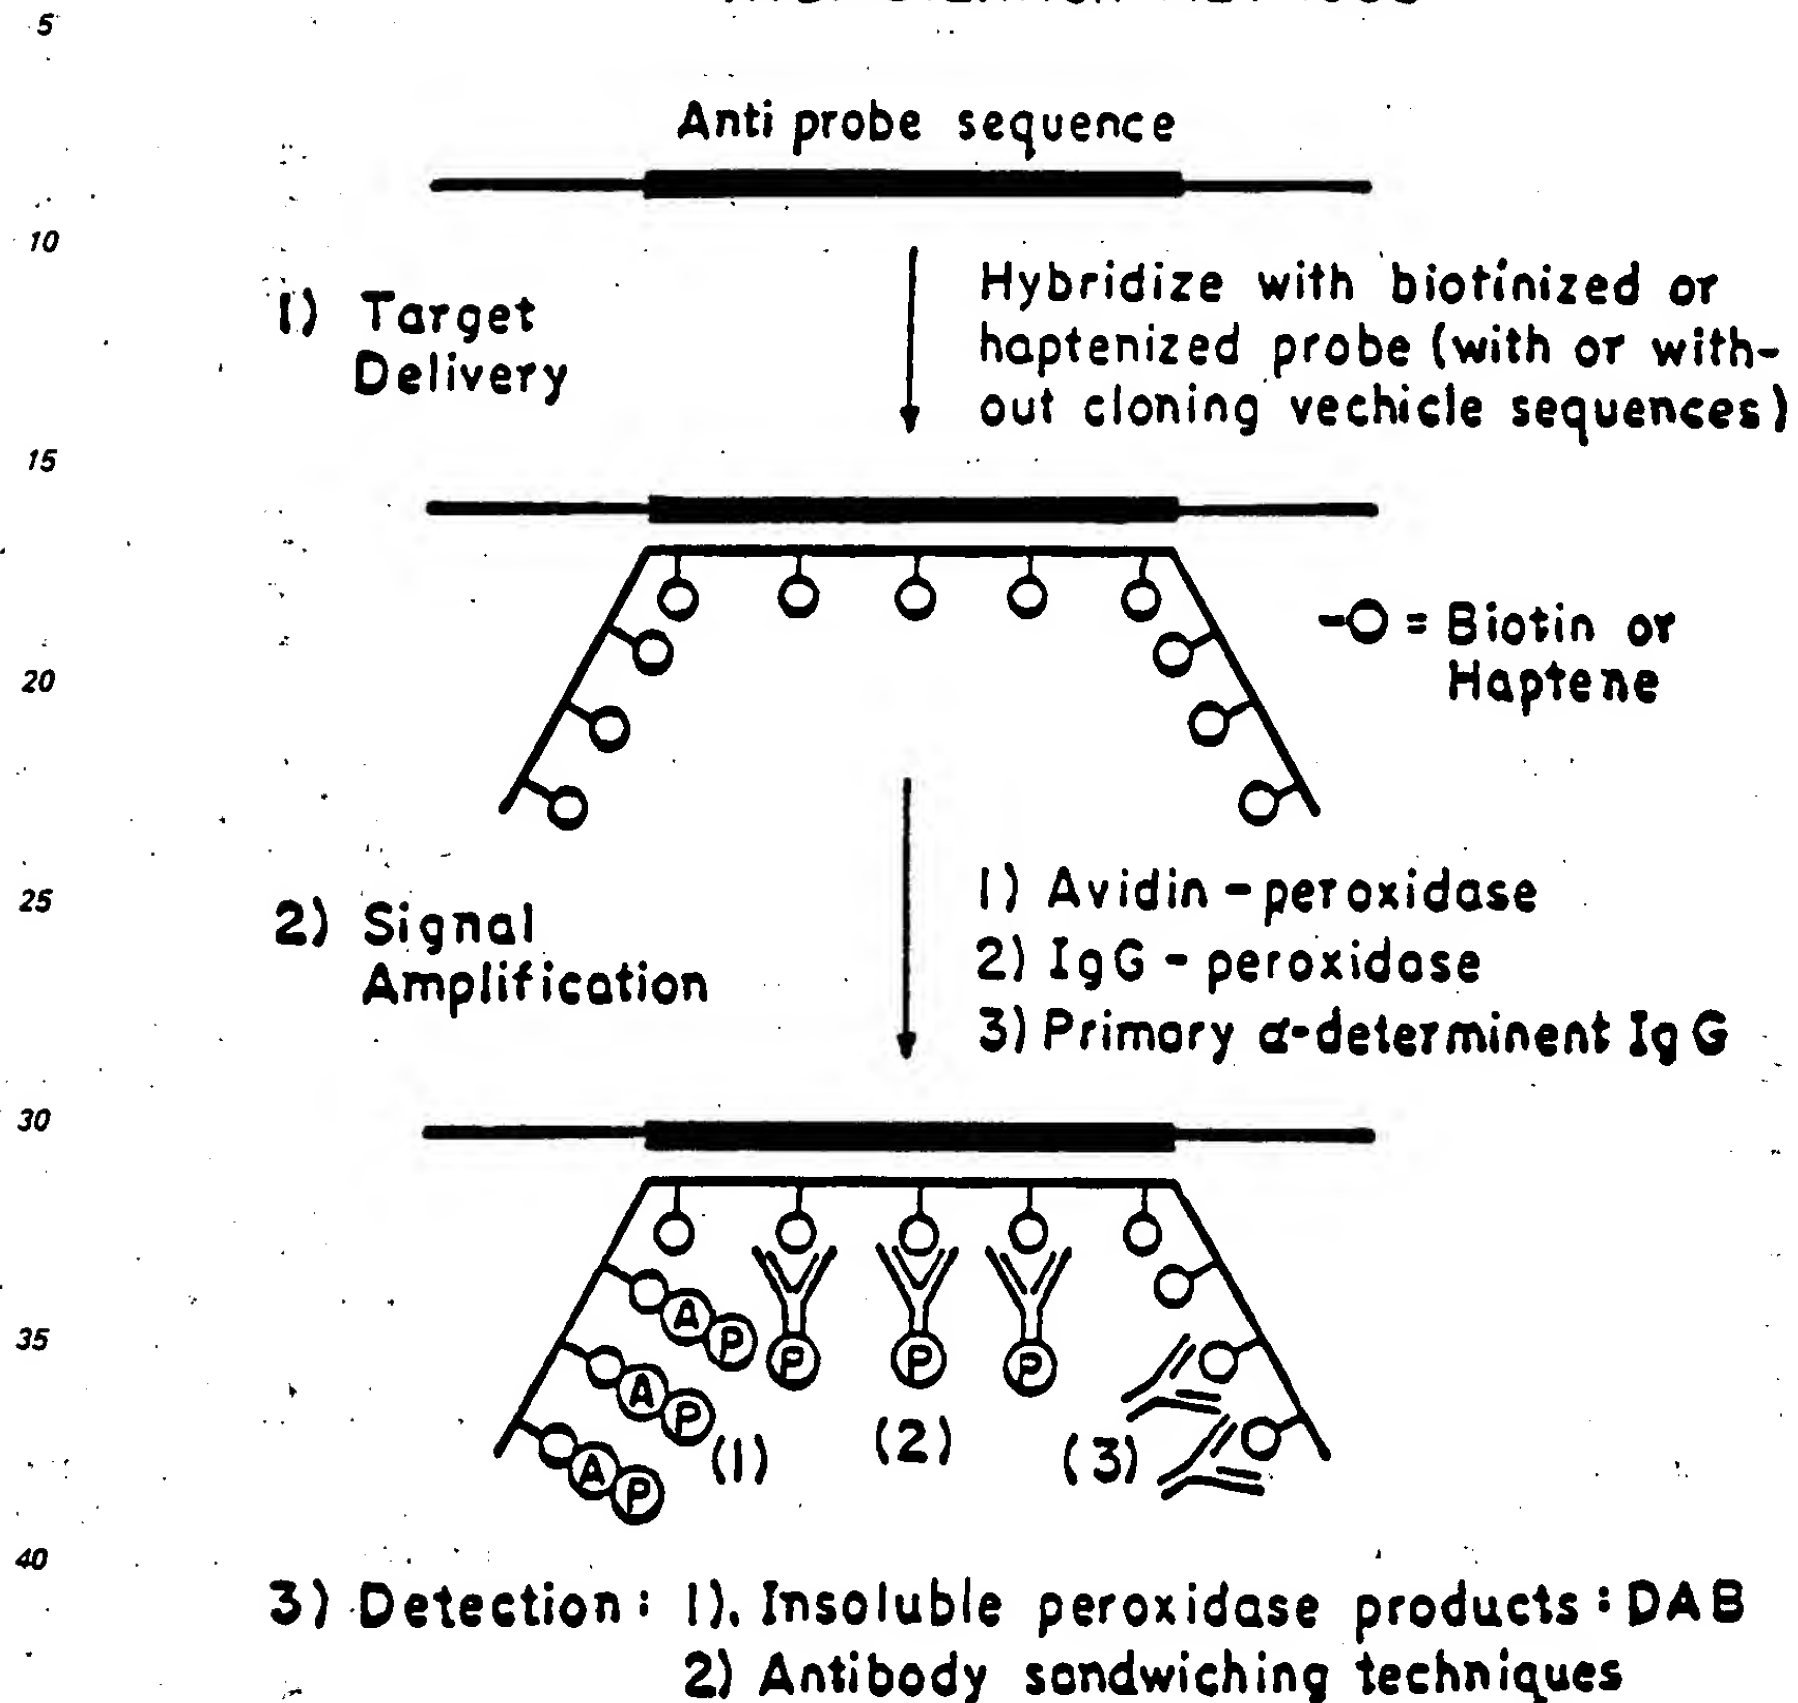 5
Anti probe sequence
10
1) Target
Delivery
Hybridize with biotinized or
haptenized probe (with or with-
out cloning vechicle sequences)
15
-O = Biotin or
Haptene
20
25
2) Signal
Amplification
1) Avidin - peroxidase
2) IgG - peroxidase
3) Primary α-determinent IgG
30
35
A P
A P
A P
P
P
P
(1)
(2)
(3)
40
3) Detection: 1). Insoluble peroxidase products: DAB
2) Antibody sandwiching techniques